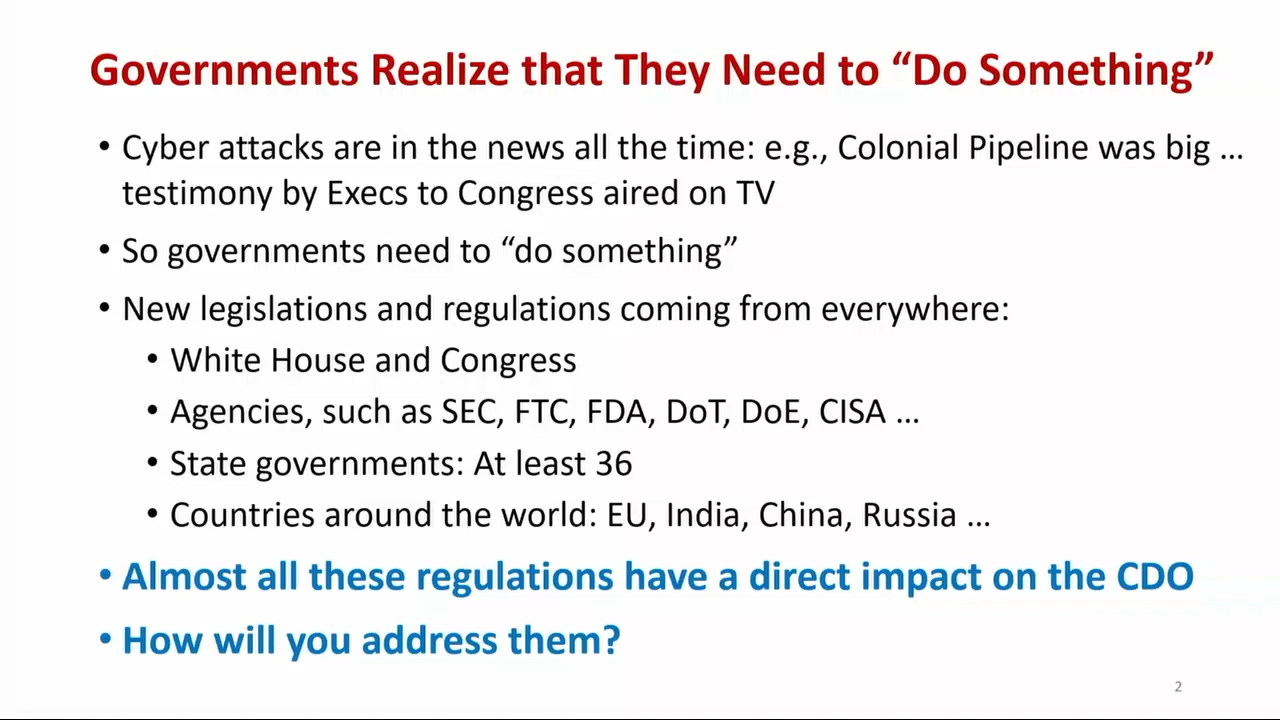 Governments Realize that They Need to “Do Something”
• Cyber attacks are in the news all the time: e.g., Colonial Pipeline was big …
testimony by Execs to Congress aired on TV
• So governments need to “do something”
• New legislations and regulations coming from everywhere:
• White House and Congress
• Agencies, such as SEC, FTC, FDA, DoT, DoE, CISA …
• State governments: At least 36
• Countries around the world: EU, India, China, Russia …
• Almost all these regulations have a direct impact on the CDO
• How will you address them?
2